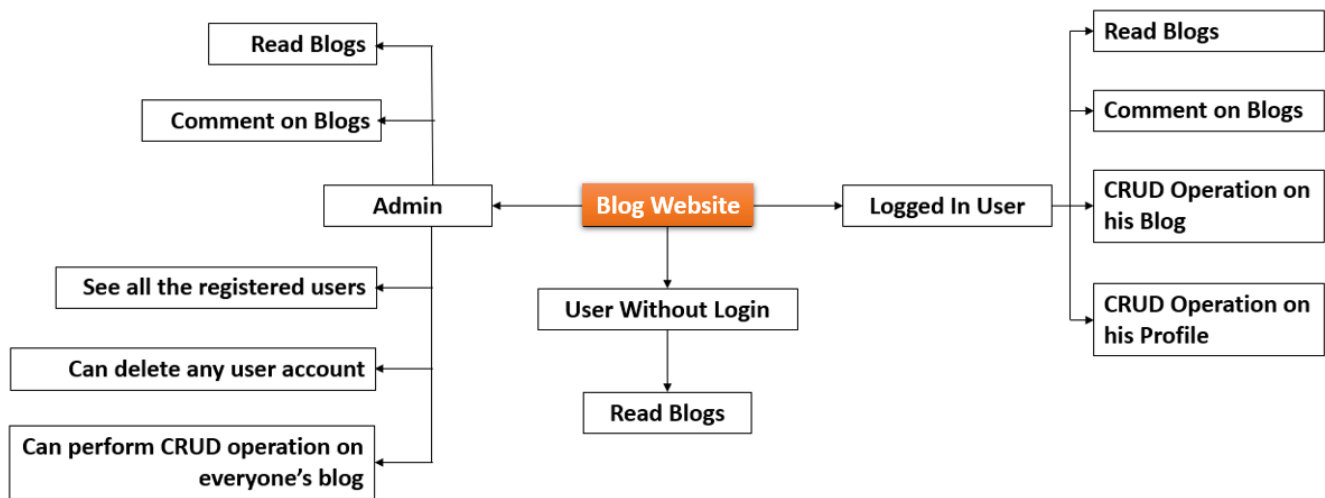 Read Blogs
Comment on Blogs
Admin
See all the registered users
Can delete any user account
Can perform CRUD operation on
everyone’s blog
Blog Website
User Without Login
Read Blogs
Logged In User
Read Blogs
Comment on Blogs
CRUD Operation on
his Blog
CRUD Operation on
his Profile